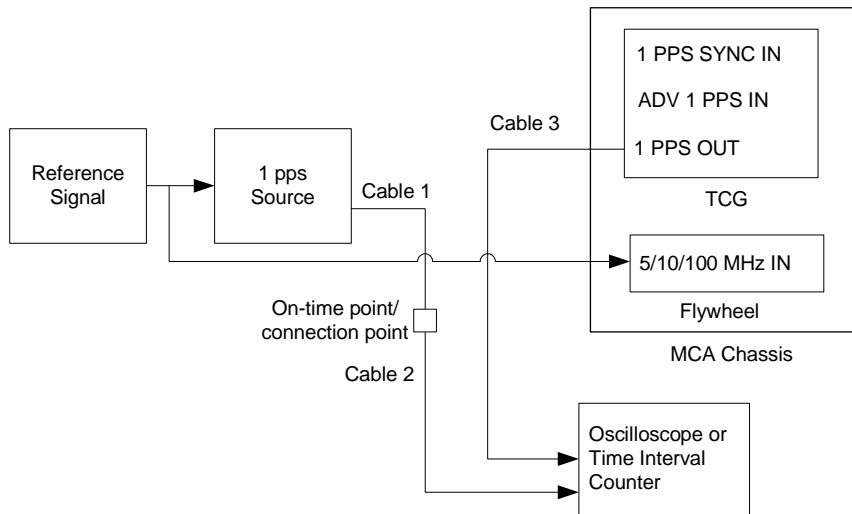 1 PPS SYNC IN
ADV 1 PPS IN
Cable 3
1 PPS OUT
Reference
Signal
1 pps
Source
Cable 1
TCG
5/10/100 MHz IN
On-time point/
connection point
Flywheel
MCA Chassis
Cable 2
Oscilloscope or
Time Interval
Counter